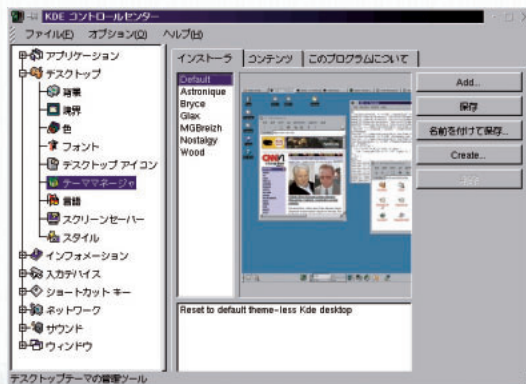 KDE コントロールセンター
ファイル(F) オプション(O) ヘルプ(H)
アプリケーション
デスクトップ
背景
境界
色
フォント
デスクトップ アイコン
テーママネージャ
言語
スクリーンセーバー
スタイル
インフォメーション
入力デバイス
ショートカット キー
ネットワーク
サウンド
ウィンドウ
インストーラ コンテンツ このプログラムについて
Default
Astronique
Bryce
Glax
MGBreizh
Nostalgy
Wood
CNN
Add...
保存
名前を付けて保存...
Create...
Reset to default theme-less Kde desktop
デスクトップテーマの管理ツール